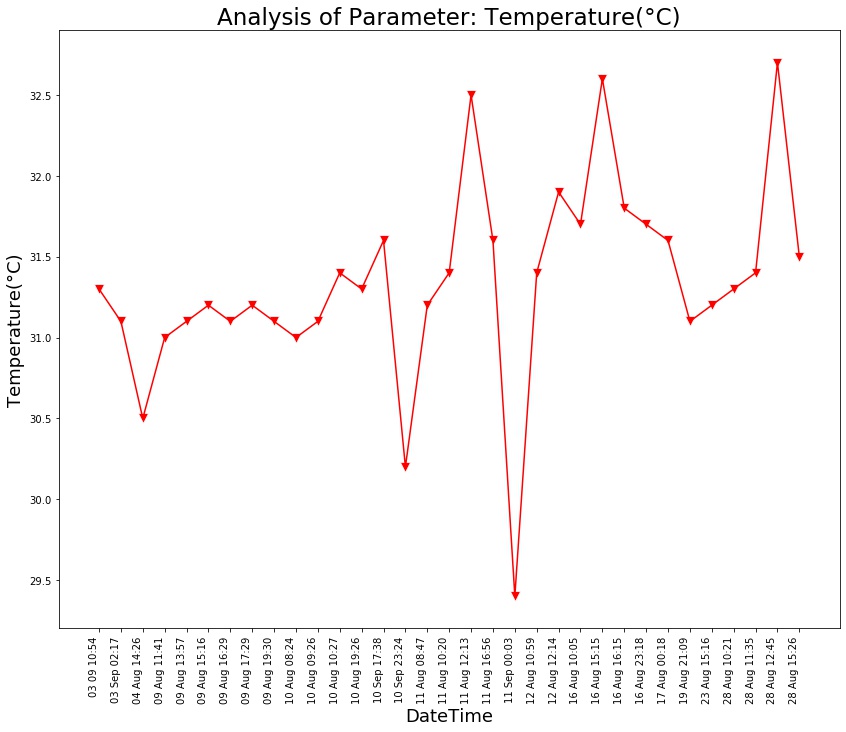 Analysis of Parameter: Temperature(°C)
Temperature(°C)
32.5
32.0
31.5
31.0
30.5
30.0
29.5
03 09 10:54
03 Sep 02:17
04 Aug 14:26
09 Aug 11:41
09 Aug 13:57
09 Aug 15:16
09 Aug 16:29
09 Aug 17:29
09 Aug 19:30
10 Aug 08:24
10 Aug 09:26
10 Aug 10:27
10 Aug 19:26
10 Sep 17:38
10 Sep 23:24
11 Aug 08:47
11 Aug 10:20
11 Aug 12:13
11 Aug 16:56
11 Sep 00:03
12 Aug 10:59
12 Aug 12:14
16 Aug 10:05
16 Aug 15:15
16 Aug 16:15
16 Aug 23:18
17 Aug 00:18
19 Aug 21:09
23 Aug 15:16
28 Aug 10:21
28 Aug 11:35
28 Aug 12:45
28 Aug 15:26
DateTime